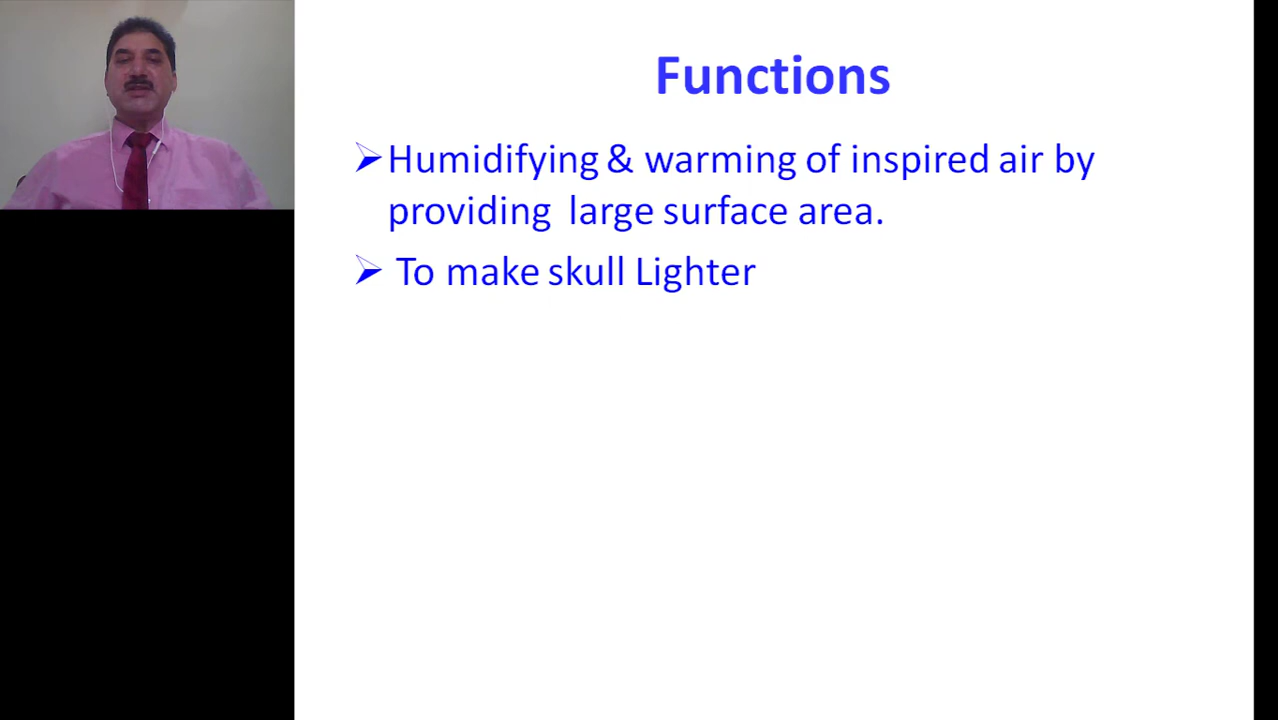 Functions
➢Humidifying & warming of inspired air by
providing large surface area.
➢ To make skull Lighter